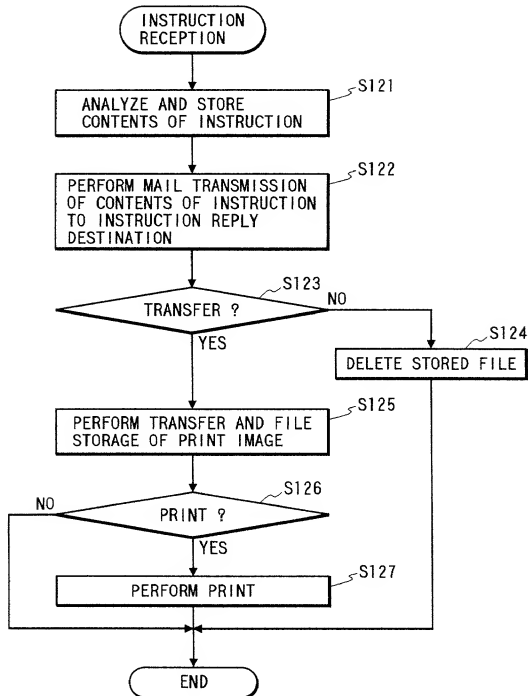 INSTRUCTION
RECEPTION
S121
ANALYZE AND STORE
CONTENTS OF INSTRUCTION
S122
PERFORM MAIL TRANSMISSION
OF CONTENTS OF INSTRUCTION
TO INSTRUCTION REPLY
DESTINATION
S123
TRANSFER ?
NO
YES
S124
DELETE STORED FILE
S125
PERFORM TRANSFER AND FILE
STORAGE OF PRINT IMAGE
S126
NO
PRINT ?
YES
S127
PERFORM PRINT
END